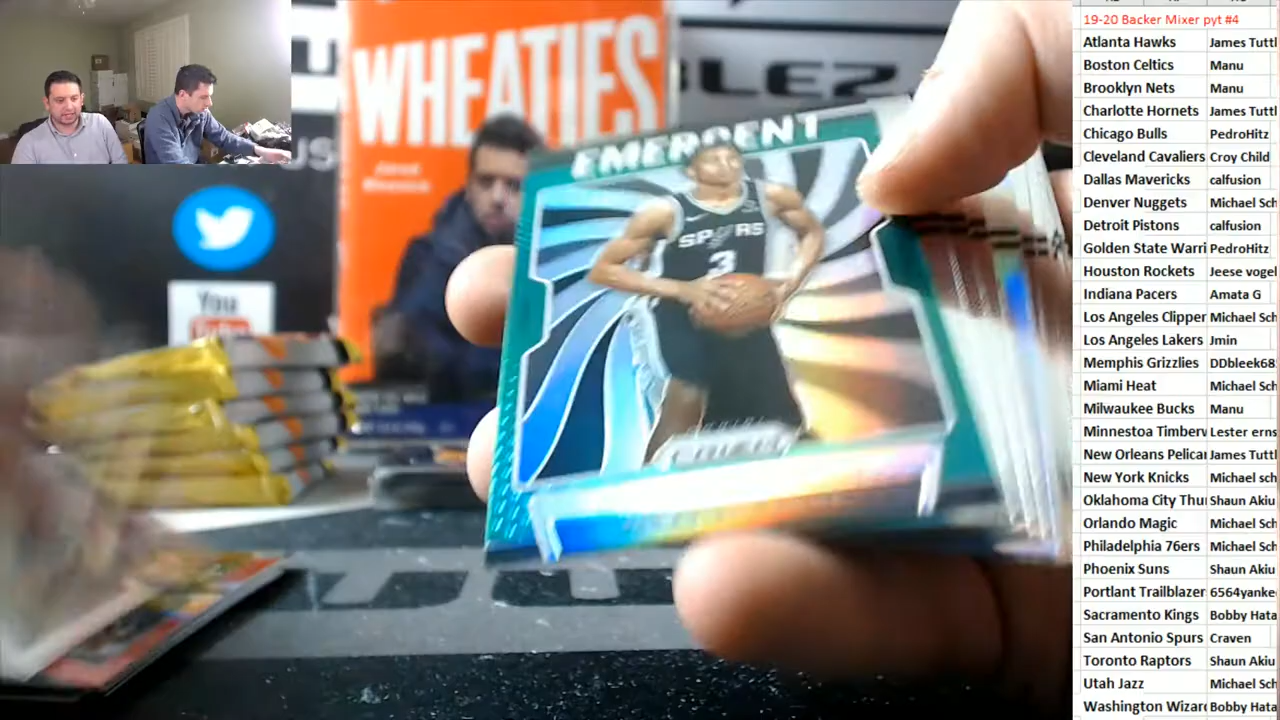 WHEATIES
BLEZ
JS
You
Tube
EMERGENT
SPURS
3
PRIZM
19-20 Backer Mixer pyt #4
Atlanta Hawks James Tuttl
Boston Celtics Manu
Brooklyn Nets Manu
Charlotte Hornets James Tuttl
Chicago Bulls PedroHitz
Cleveland Cavaliers Croy Child
Dallas Mavericks calfusion
Denver Nuggets Michael Sch
Detroit Pistons calfusion
Golden State Warri PedroHitz
Houston Rockets Jeese vogel
Indiana Pacers Amata G
Los Angeles Clipper Michael Sch
Los Angeles Lakers Jmin
Memphis Grizzlies DDbleek68
Miami Heat Michael Sch
Milwaukee Bucks Manu
Minnestoa Timberv Lester erns
New Orleans Pelica James Tuttl
New York Knicks Michael sch
Oklahoma City Thu Shaun Akiu
Orlando Magic Michael Sch
Philadelphia 76ers Michael Sch
Phoenix Suns Shaun Akiu
Portlant Trailblazer 6564yanke
Sacramento Kings Bobby Hata
San Antonio Spurs Craven
Toronto Raptors Shaun Akiu
Utah Jazz Michael Sch
Washington Wizar Bobby Hata